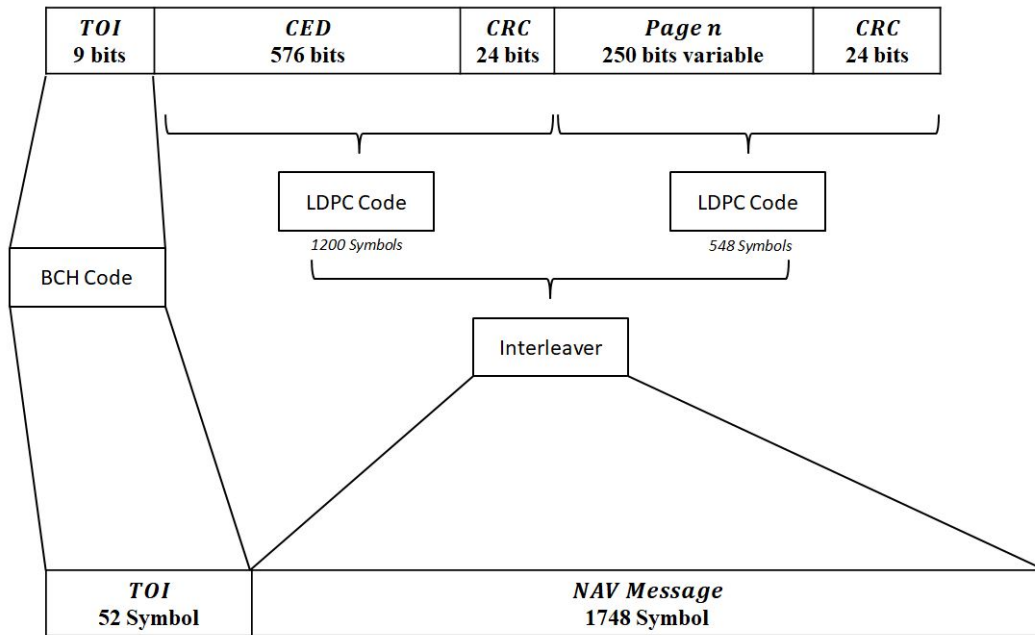 TOI
9 bits
CED
576 bits
CRC
24 bits
Page n
250 bits variable
CRC
24 bits
LDPC Code
1200 Symbols
LDPC Code
548 Symbols
BCH Code
Interleaver
TOI
52 Symbol
NAV Message
1748 Symbol